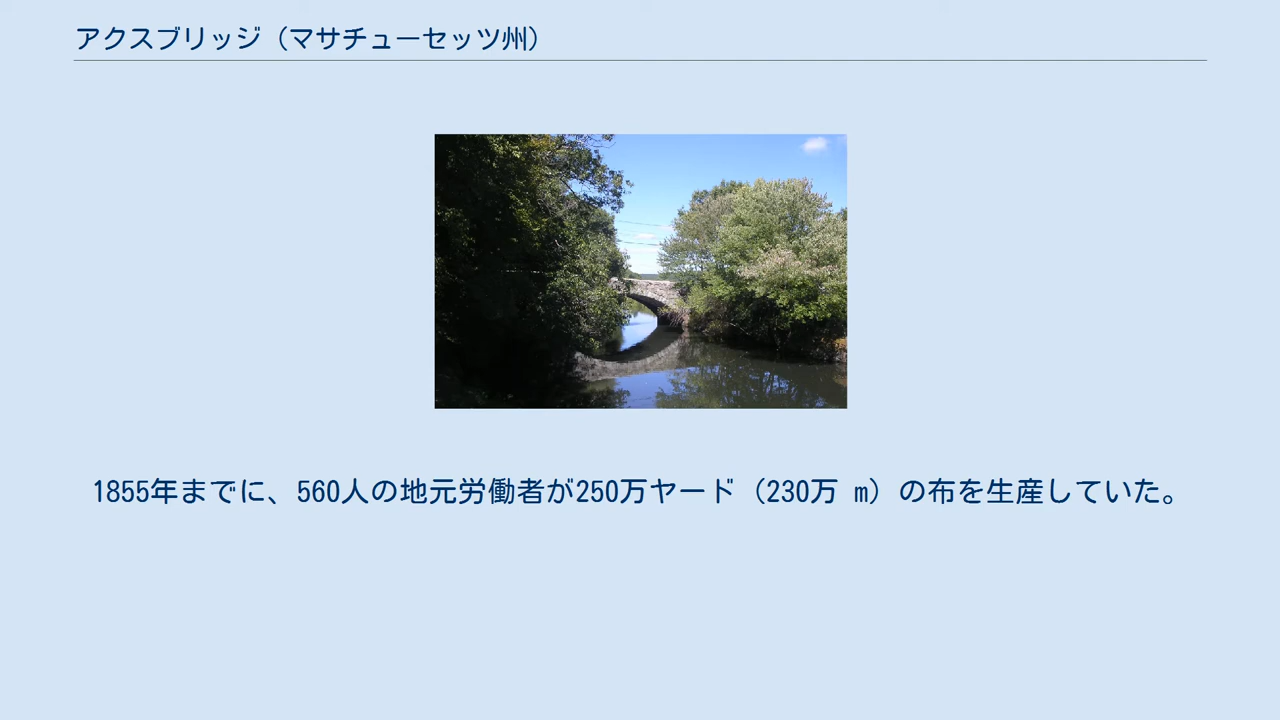 アクスブリッジ（マサチューセッツ州）
1855年までに、560人の地元労働者が250万ヤード（230万 m）の布を生産していた。